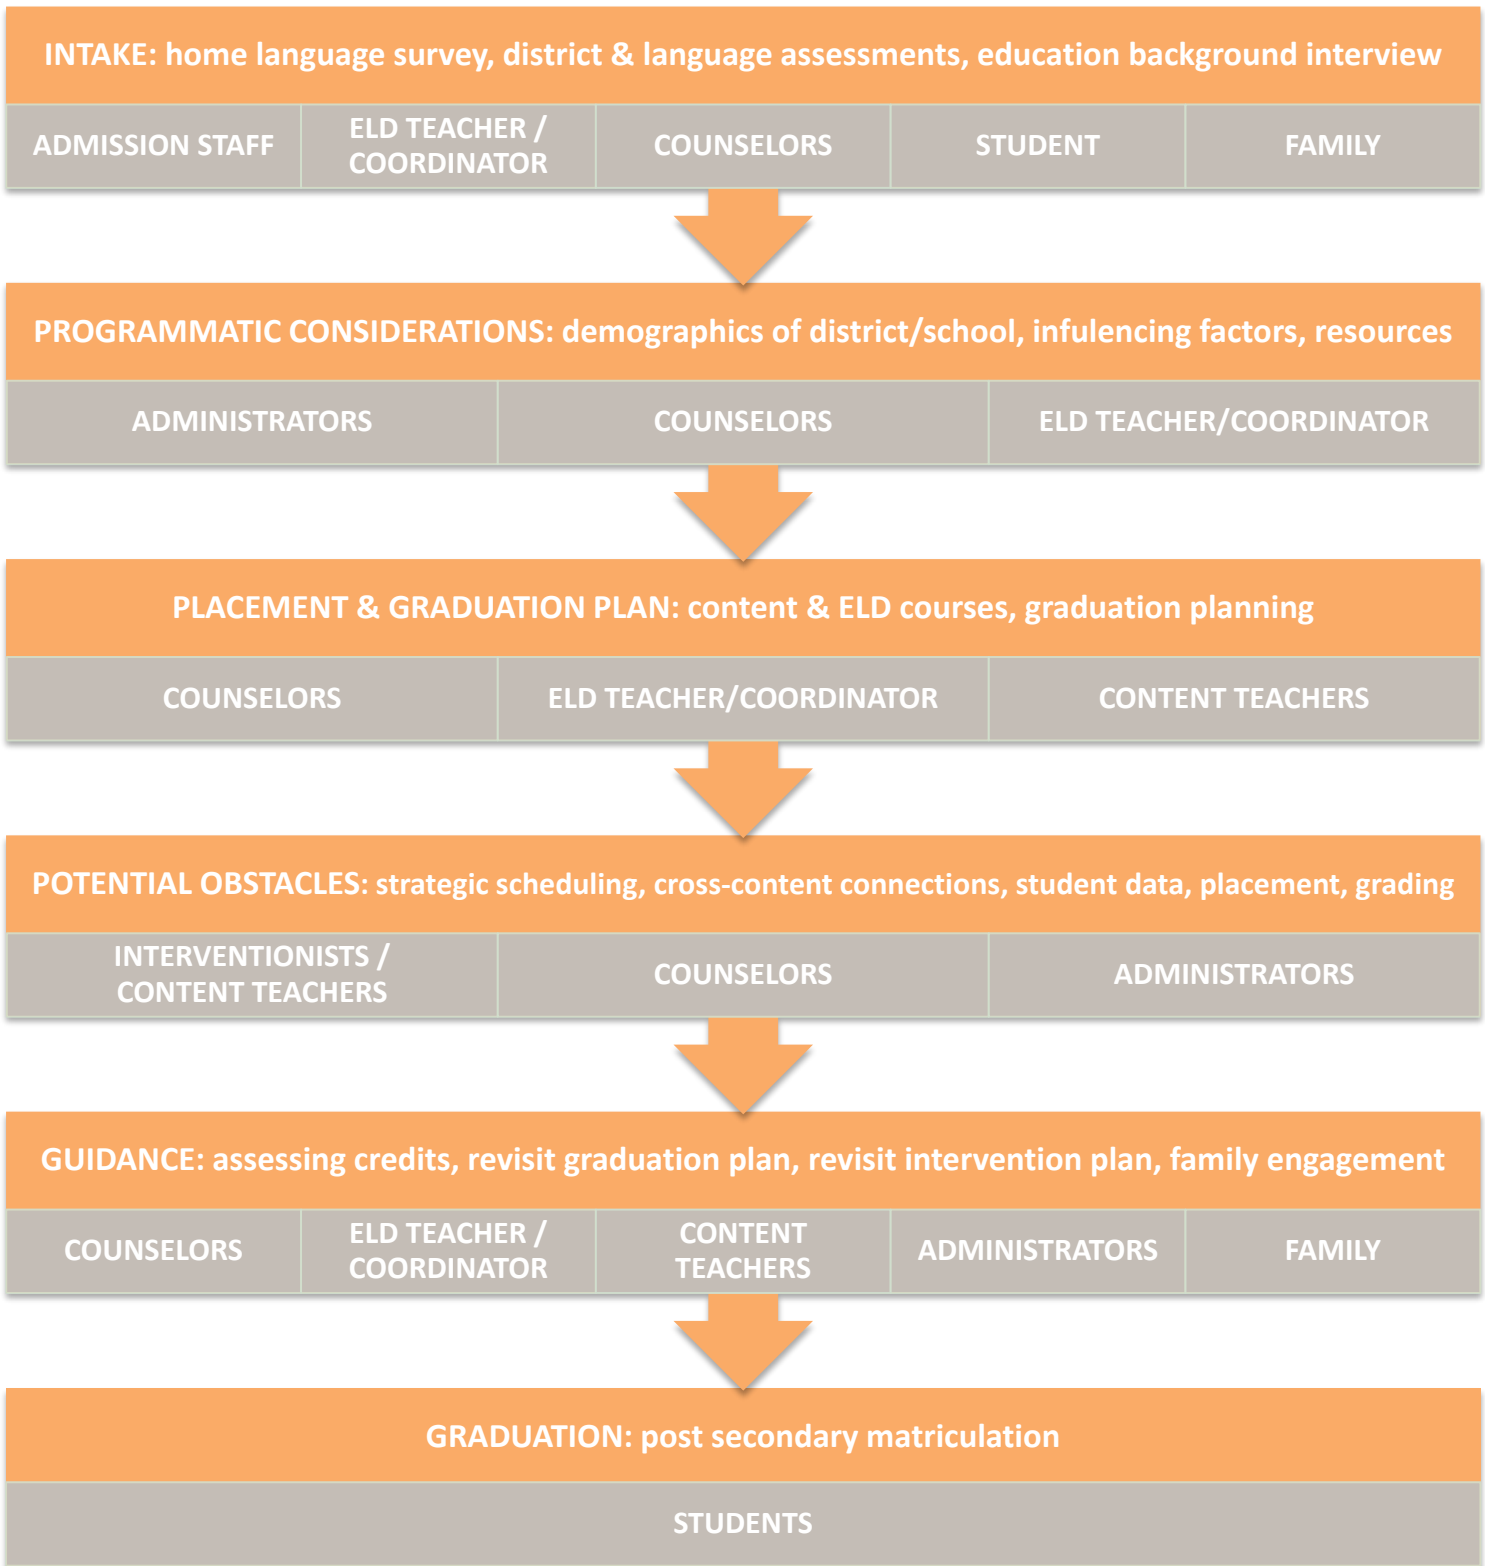 INTAKE: home language survey, district & language assessments, education background interview
ADMISSION STAFF
ELD TEACHER /
COORDINATOR
COUNSELORS
STUDENT
FAMILY
PROGRAMMATIC CONSIDERATIONS: demographics of district/school, infulencing factors, resources
ADMINISTRATORS
COUNSELORS
ELD TEACHER/COORDINATOR
PLACEMENT & GRADUATION PLAN: content & ELD courses, graduation planning
COUNSELORS
ELD TEACHER/COORDINATOR
CONTENT TEACHERS
POTENTIAL OBSTACLES: strategic scheduling, cross-content connections, student data, placement, grading
INTERVENTIONISTS /
CONTENT TEACHERS
COUNSELORS
ADMINISTRATORS
GUIDANCE: assessing credits, revisit graduation plan, revisit intervention plan, family engagement
COUNSELORS
ELD TEACHER /
COORDINATOR
CONTENT
TEACHERS
ADMINISTRATORS
FAMILY
GRADUATION: post secondary matriculation
STUDENTS